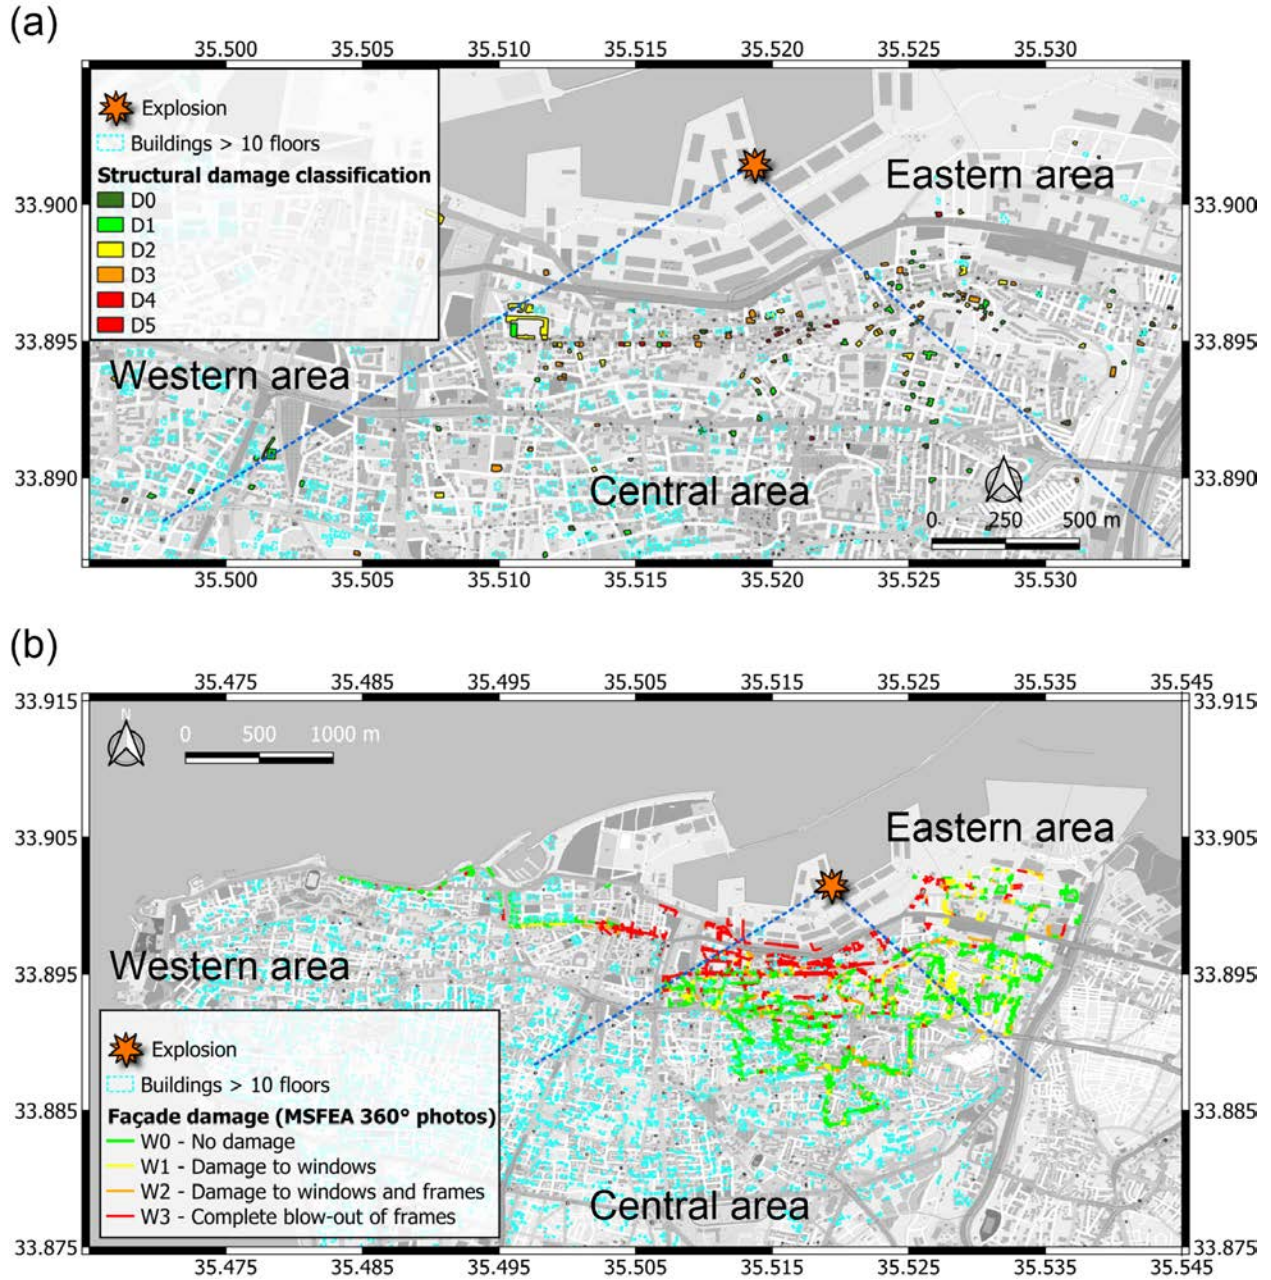 (a)
35.500 35.505 35.510 35.515 35.520 35.525 35.530
Explosion
Buildings > 10 floors
Structural damage classification
D0
D1
D2
D3
D4
D5
Eastern area
33.900 33.900
33.895 33.895
Western area
33.890 33.890
Central area
0 250 500 m
35.500 35.505 35.510 35.515 35.520 35.525 35.530
(b)
35.475 35.485 35.495 35.505 35.515 35.525 35.535 35.545
33.915 33.915
N
0 500 1000 m
33.905 33.905
Eastern area
33.895 33.895
Western area
Explosion
Buildings > 10 floors
Façade damage (MSFEA 360° photos)
W0 - No damage
W1 - Damage to windows
W2 - Damage to windows and frames
W3 - Complete blow-out of frames
33.885 33.885
Central area
33.875 33.875
35.475 35.485 35.495 35.505 35.515 35.525 35.535 35.545